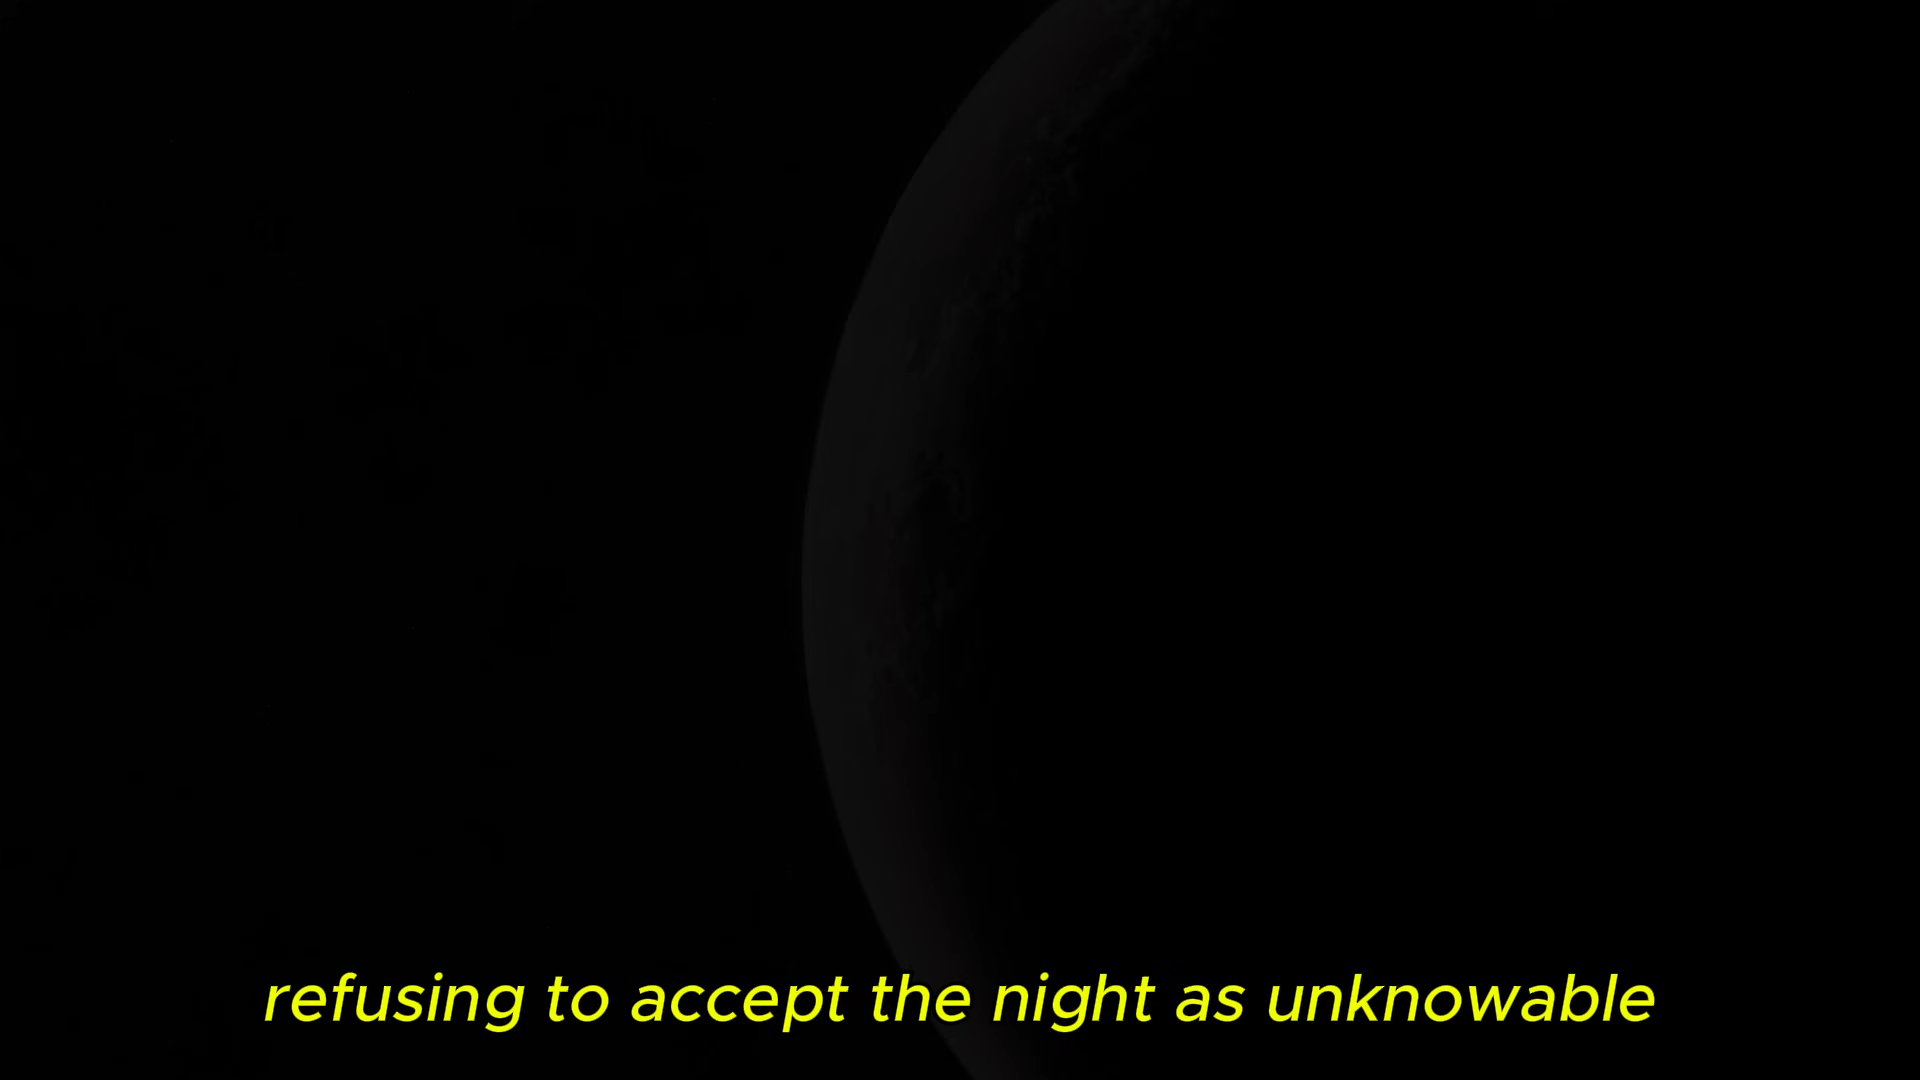 refusing to accept the night as unknowable